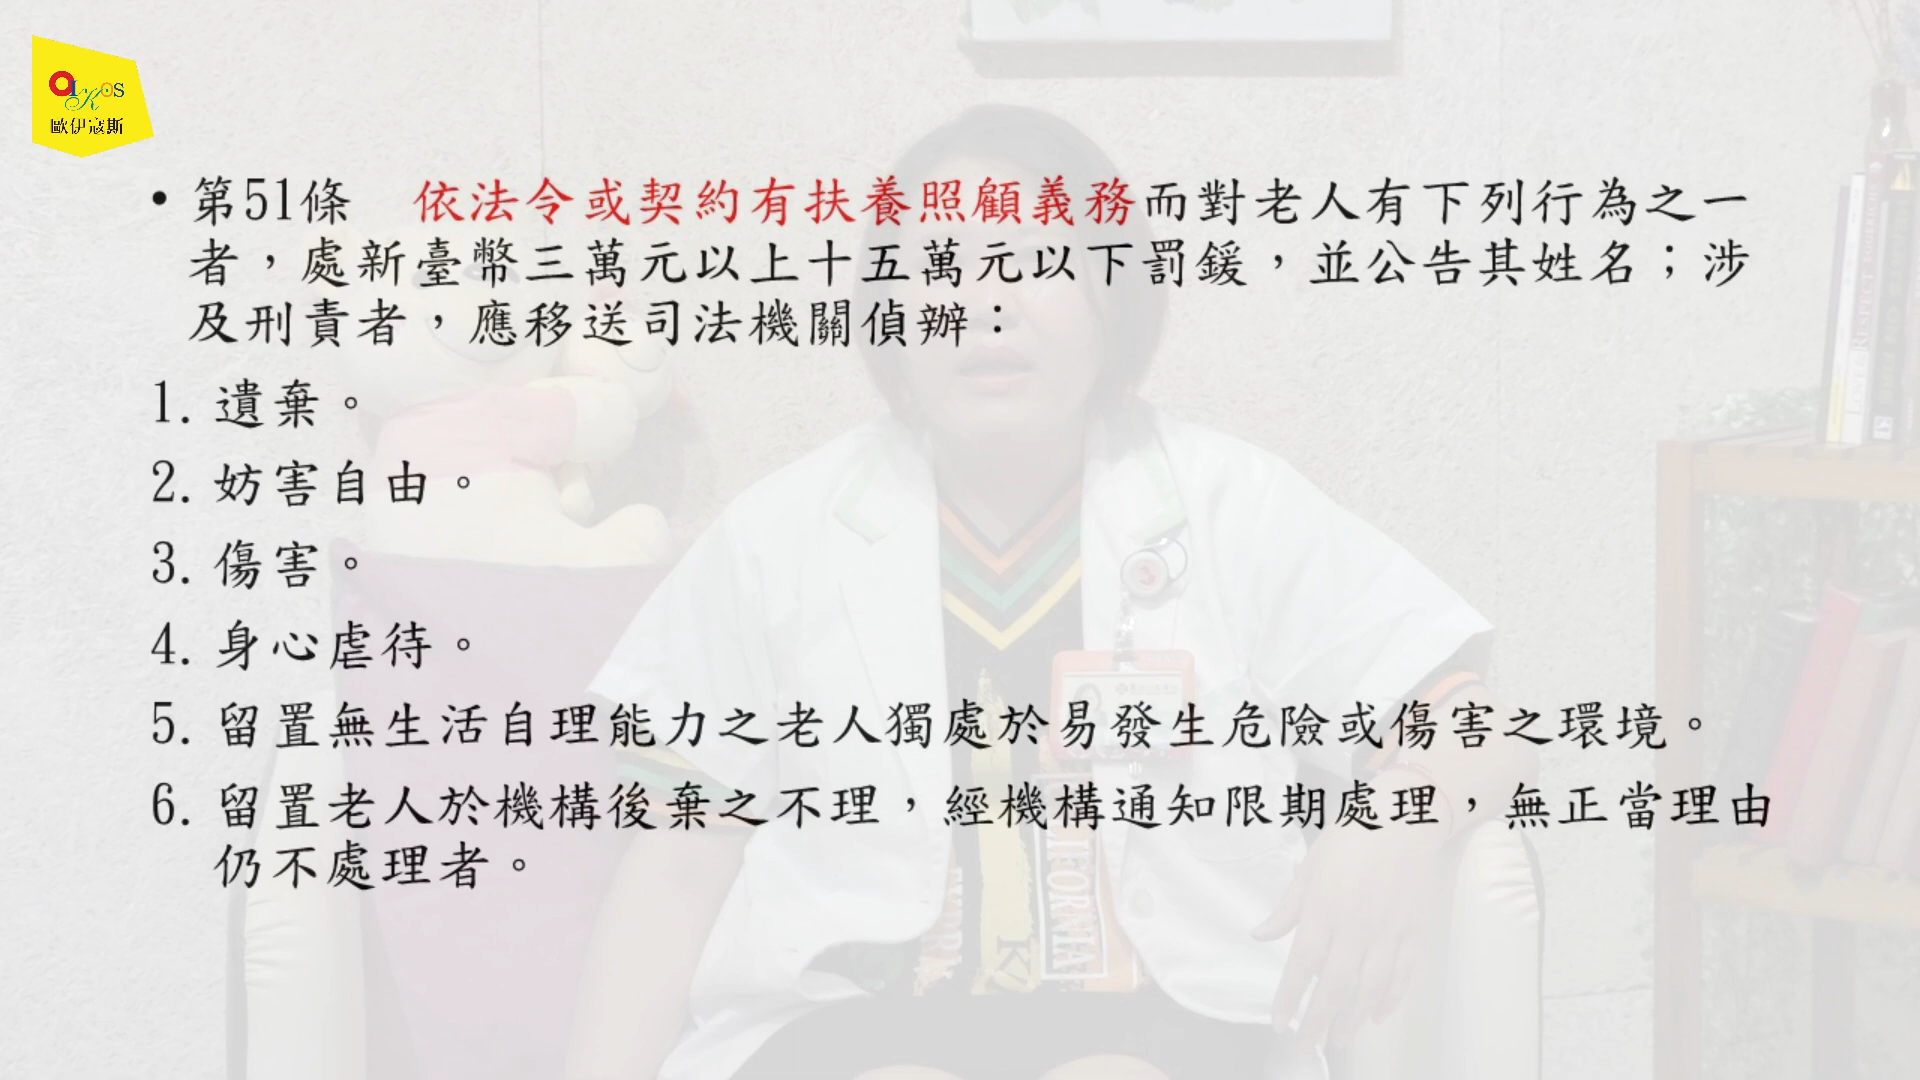 OIKOS
歐伊寇斯
• 第51條　依法令或契約有扶養照顧義務而對老人有下列行為之一
者，處新臺幣三萬元以上十五萬元以下罰鍰，並公告其姓名；涉
及刑責者，應移送司法機關偵辦：
1. 遺棄。
2. 妨害自由。
3. 傷害。
4. 身心虐待。
5. 留置無生活自理能力之老人獨處於易發生危險或傷害之環境。
6. 留置老人於機構後棄之不理，經機構通知限期處理，無正當理由
仍不處理者。